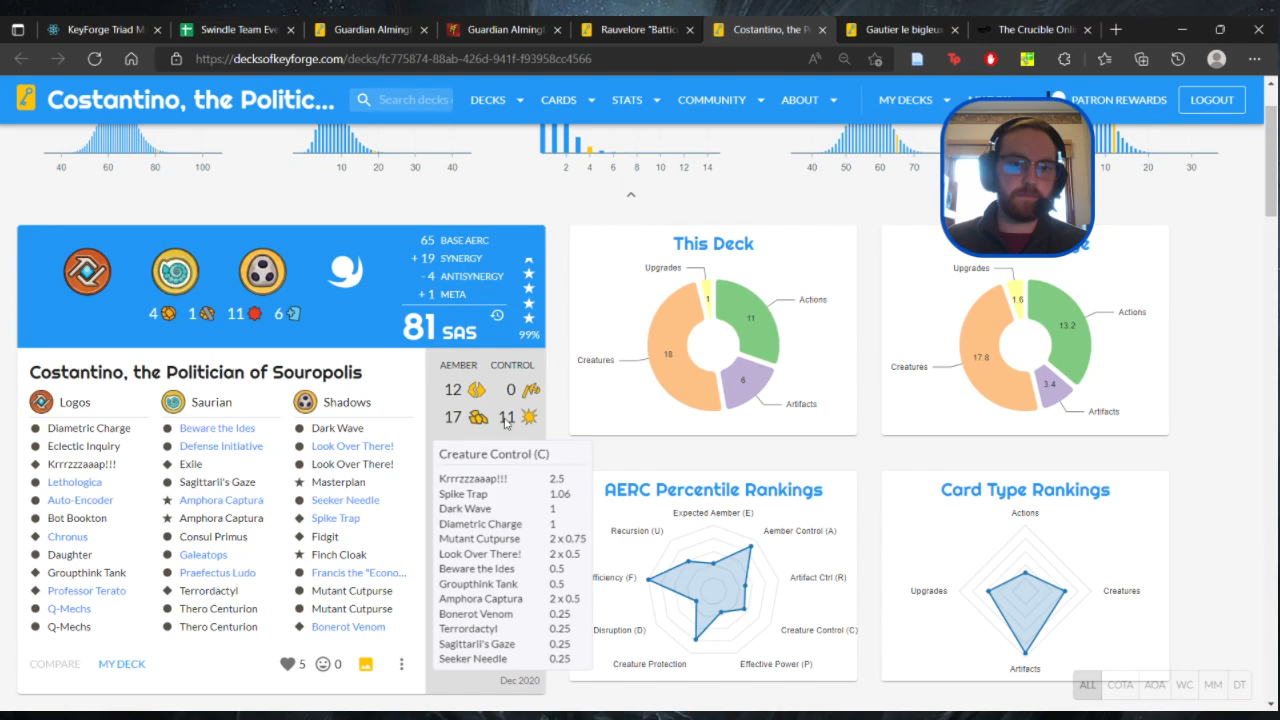 KeyForge Triad M
Swindle Team Eve
Guardian Alming
Guardian Alming
Rauvelore "Battic
Costantino, the P
Gautier le bigleux
The Crucible Onli
https://decksofkeyforge.com/decks/fc775874-88ab-426d-941f-f93958cc4566
Costantino, the Politic...
Search decks
DECKS
CARDS
STATS
COMMUNITY
ABOUT
MY DECKS
PATRON REWARDS
LOGOUT
40 60 80 100
10 20 30 40
0 2 4 6 8 10 12 14
40 50 60 70
10 20 30
65 BASE AERC
+ 19 SYNERGY
- 4 ANTISYNERGY
+ 1 META
81 SAS
99%
4 1 11 6
Costantino, the Politician of Souropolis
Logos
Diametric Charge
Eclectic Inquiry
Krrrzzzaaap!!!
Lethologica
Auto-Encoder
Bot Bookton
Chronus
Daughter
Groupthink Tank
Professor Terato
Q-Mechs
Q-Mechs
Saurian
Beware the Ides
Defense Initiative
Exile
Sagittarii's Gaze
Amphora Captura
Amphora Captura
Consul Primus
Galeatops
Praefectus Ludo
Terrordactyl
Thero Centurion
Thero Centurion
Shadows
Dark Wave
Look Over There!
Look Over There!
Masterplan
Seeker Needle
Spike Trap
Fidgit
Finch Cloak
Francis the "Econo...
Mutant Cutpurse
Mutant Cutpurse
Bonerot Venom
COMPARE
MY DECK
5
0
AEMBER CONTROL
12 0
17 11
Creature Control (C)
Krrrzzzaaap!!! 2.5
Spike Trap 1.06
Dark Wave 1
Diametric Charge 1
Mutant Cutpurse 2 x 0.75
Look Over There! 2 x 0.5
Beware the Ides 0.5
Groupthink Tank 0.5
Amphora Captura 2 x 0.5
Bonerot Venom 0.25
Terrordactyl 0.25
Sagittarii's Gaze 0.25
Seeker Needle 0.25
Dec 2020
This Deck
Upgrades
1
Actions
11
Creatures
18
6
Artifacts
Upgrades
1.6
Actions
13.2
Creatures
17.8
3.4
Artifacts
AERC Percentile Rankings
Expected Aember (E)
Recursion (U)
Aember Control (A)
fficiency (F)
Artifact Ctrl (R)
Disruption (D)
Creature Control (C)
Creature Protection
Effective Power (P)
Card Type Rankings
Actions
Upgrades
Creatures
Artifacts
ALL COTA AOA WC MM DT